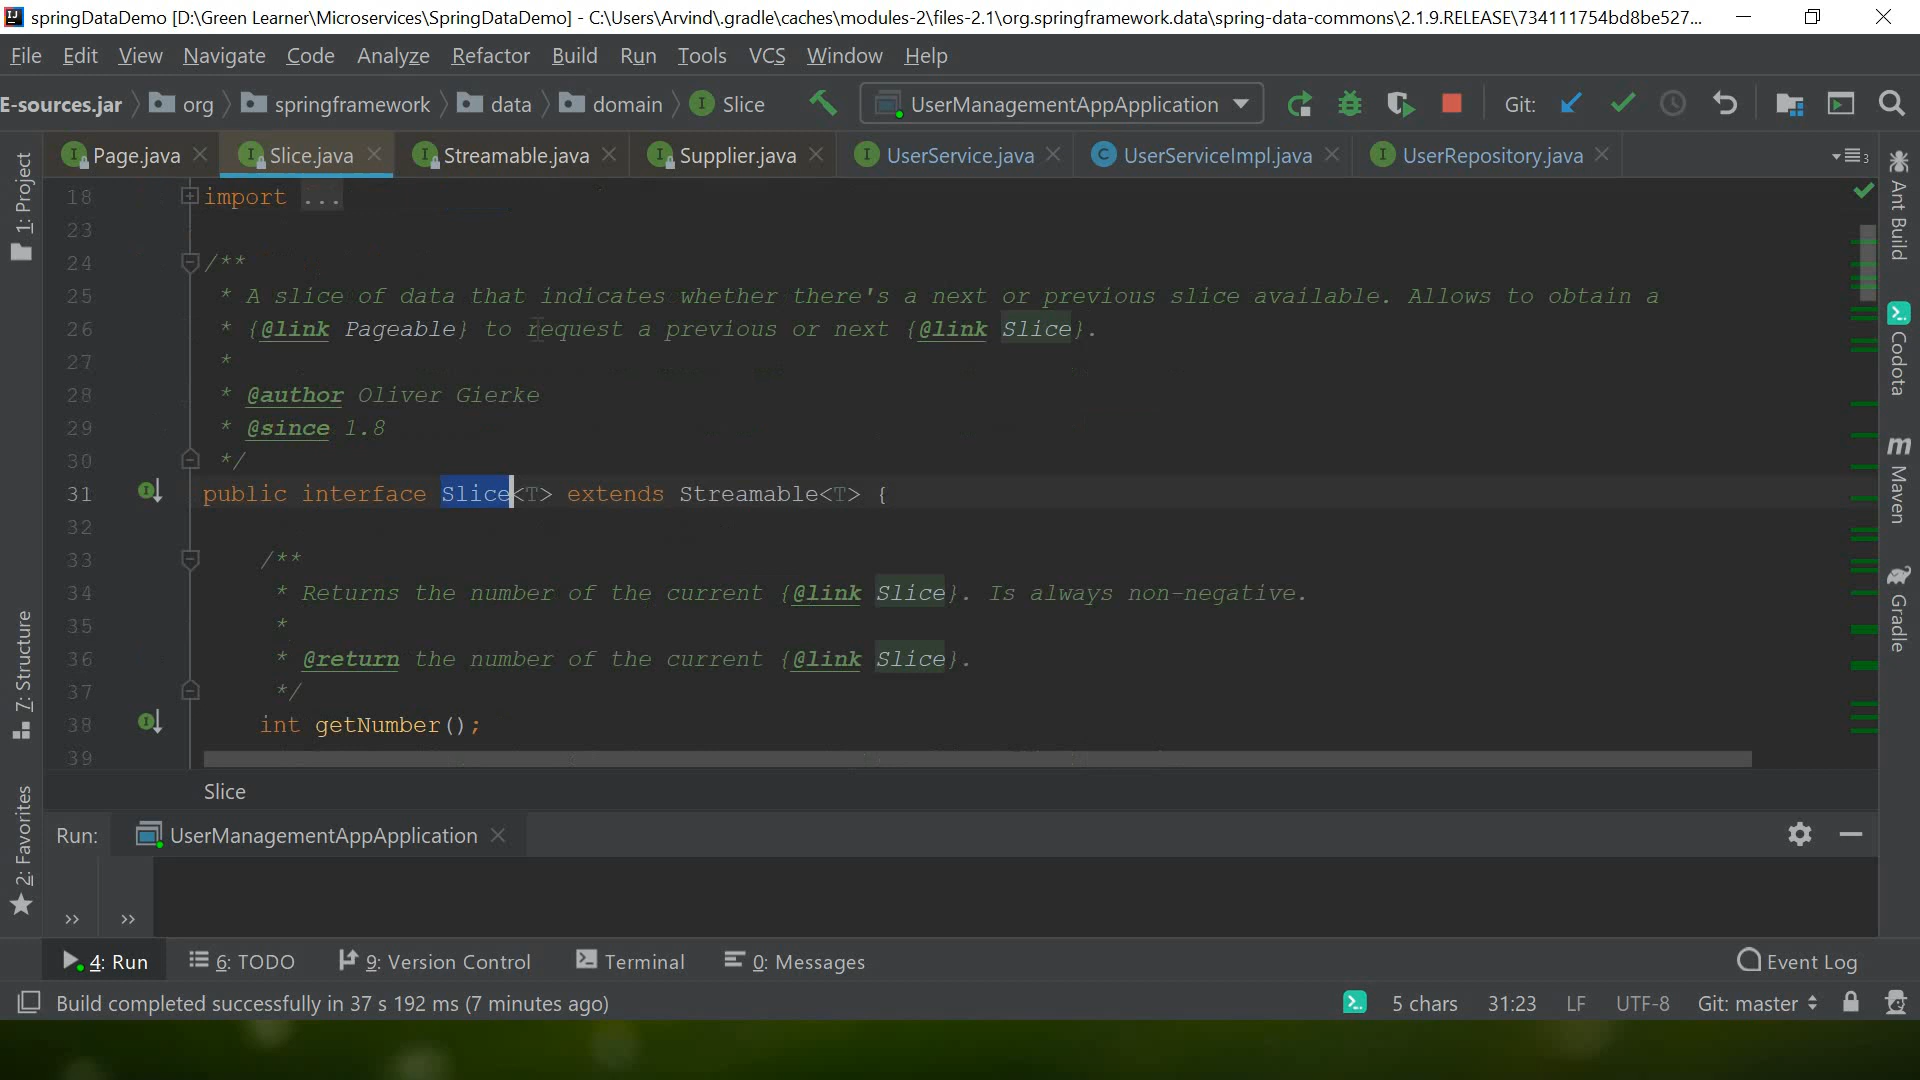 springDataDemo [D:\Green Learner\Microservices\SpringDataDemo] - C:\Users\Arvind\.gradle\caches\modules-2\files-2.1\org.springframework.data\spring-data-commons\2.1.9.RELEASE\734111754bd8be527...
File Edit View Navigate Code Analyze Refactor Build Run Tools VCS Window Help
E-sources.jar org springframework data domain Slice UserManagementAppApplication Git:
Page.java Slice.java Streamable.java Supplier.java UserService.java UserServiceImpl.java UserRepository.java 3
18 import ...
23
24 /**
25 * A slice of data that indicates whether there's a next or previous slice available. Allows to obtain a
26 * {@link Pageable} to request a previous or next {@link Slice}.
27 *
28 * @author Oliver Gierke
29 * @since 1.8
30 */
31 public interface Slice<T> extends Streamable<T> {
32
33 /**
34 * Returns the number of the current {@link Slice}. Is always non-negative.
35 *
36 * @return the number of the current {@link Slice}.
37 */
38 int getNumber();
39
Slice
1: Project
7: Structure
2: Favorites
Ant Build
Codota
Maven
Gradle
Run: UserManagementAppApplication
4: Run 6: TODO 9: Version Control Terminal 0: Messages Event Log
Build completed successfully in 37 s 192 ms (7 minutes ago) 5 chars 31:23 LF UTF-8 Git: master